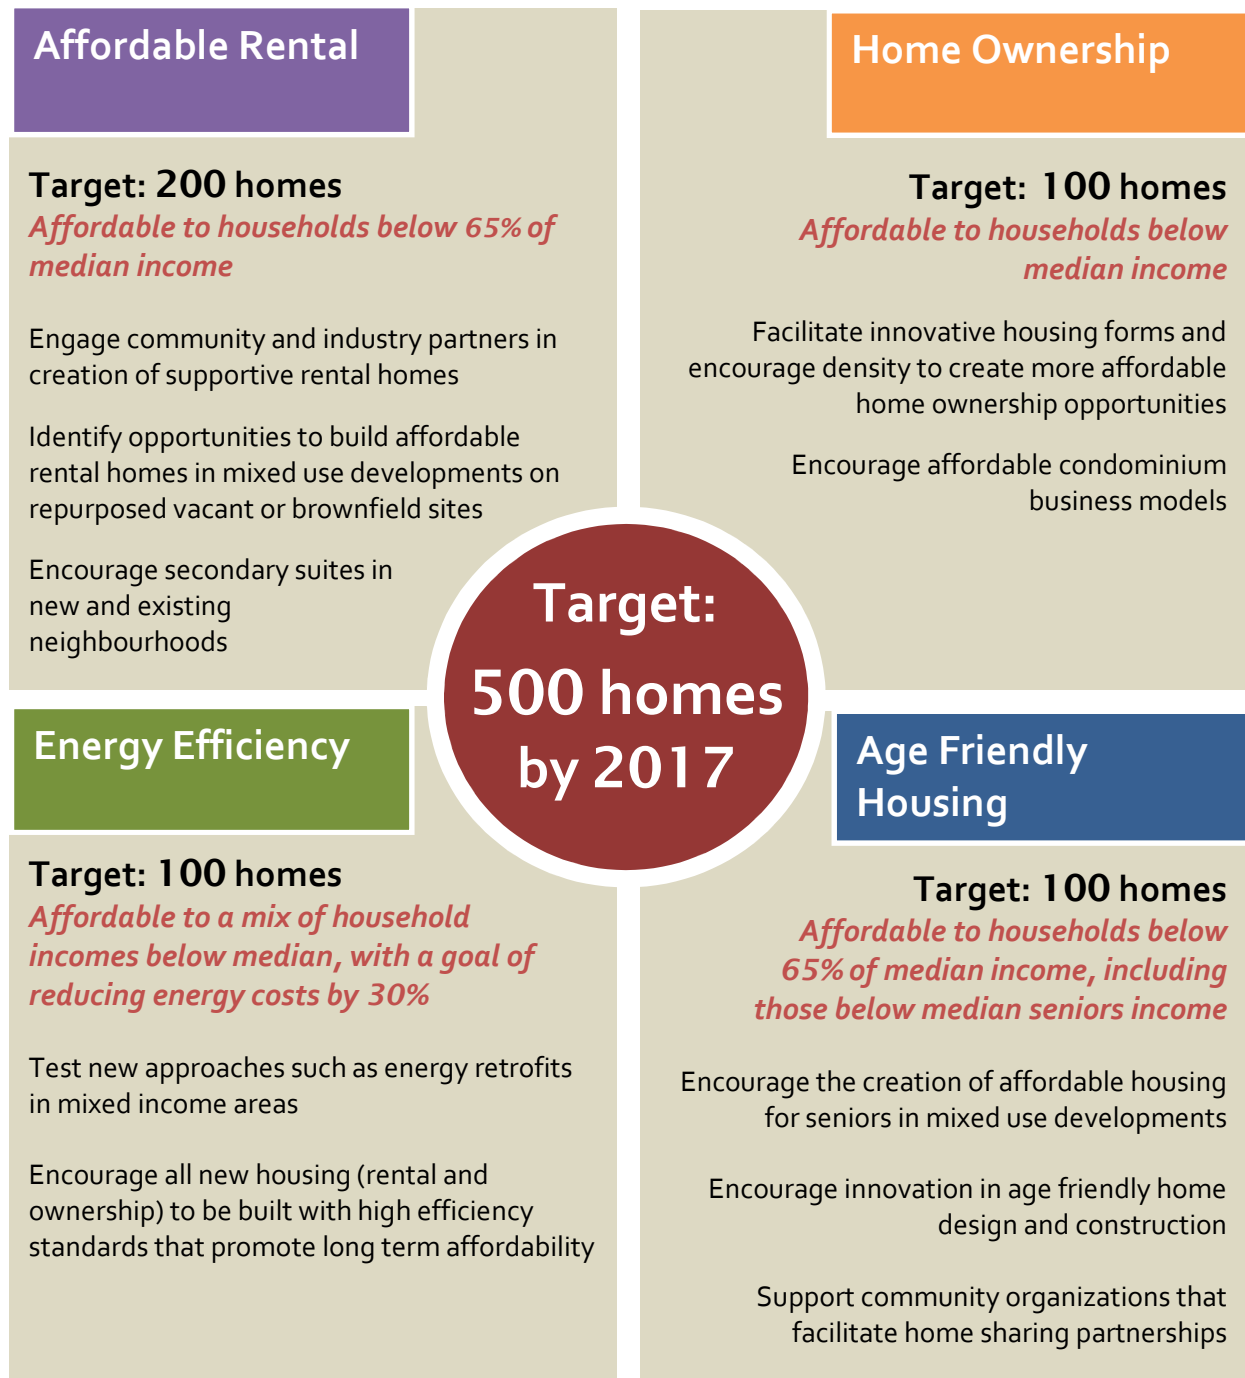 Affordable Rental
Target: 200 homes
Affordable to households below 65% of
median income
Engage community and industry partners in
creation of supportive rental homes
Identify opportunities to build affordable
rental homes in mixed use developments on
repurposed vacant or brownfield sites
Encourage secondary suites in
new and existing
neighbourhoods
Home Ownership
Target: 100 homes
Affordable to households below
median income
Facilitate innovative housing forms and
encourage density to create more affordable
home ownership opportunities
Encourage affordable condominium
business models
Target:
500 homes
by 2017
Energy Efficiency
Target: 100 homes
Affordable to a mix of household
incomes below median, with a goal of
reducing energy costs by 30%
Test new approaches such as energy retrofits
in mixed income areas
Encourage all new housing (rental and
ownership) to be built with high efficiency
standards that promote long term affordability
Age Friendly
Housing
Target: 100 homes
Affordable to households below
65% of median income, including
those below median seniors income
Encourage the creation of affordable housing
for seniors in mixed use developments
Encourage innovation in age friendly home
design and construction
Support community organizations that
facilitate home sharing partnerships